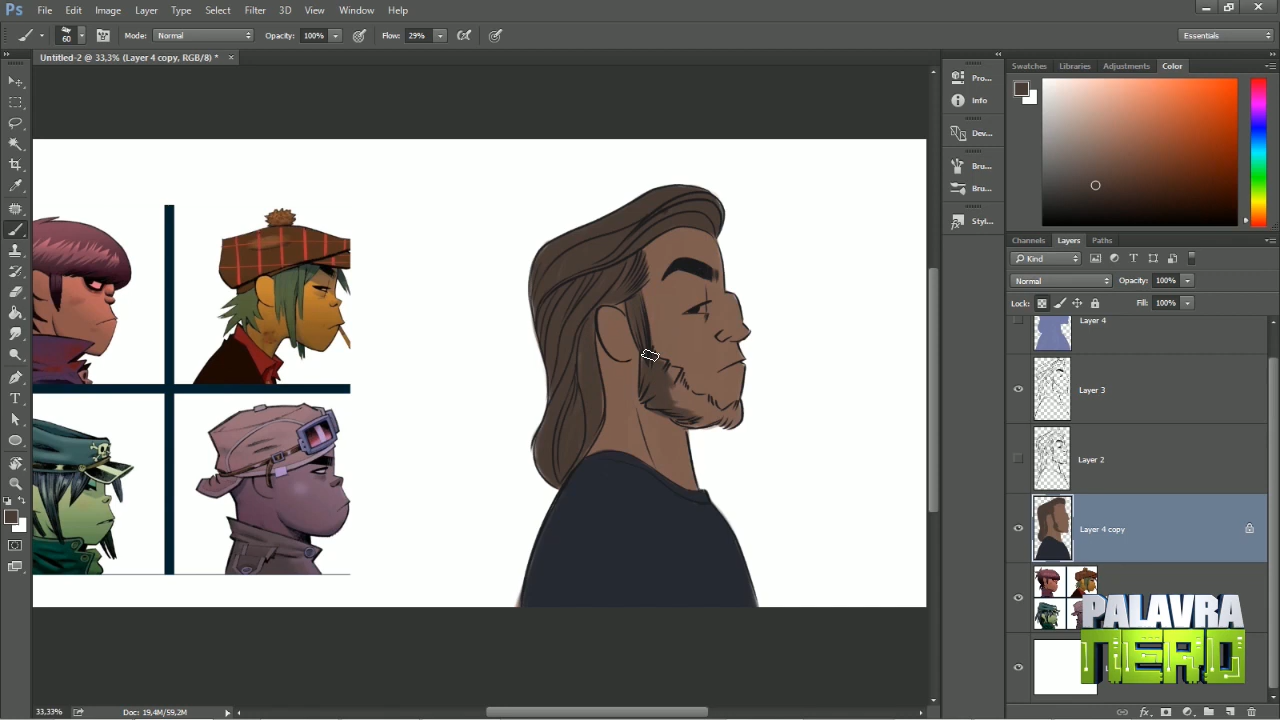 Ps File Edit Image Layer Type Select Filter 3D View Window Help
60 Mode: Normal Opacity: 100% Flow: 29% Essentials
Untitled-2 @ 33,3% (Layer 4 copy, RGB/8) * ×
Swatches Libraries Adjustments Color
Pro...
Info
Dev...
Bru...
Bru...
Styl...
Channels Layers Paths
Kind
Normal Opacity: 100%
Lock: Fill: 100%
Layer 4
Layer 3
Layer 2
Layer 4 copy
PALAVRA
NERD
33,33% Doc: 19,4M/59,2M